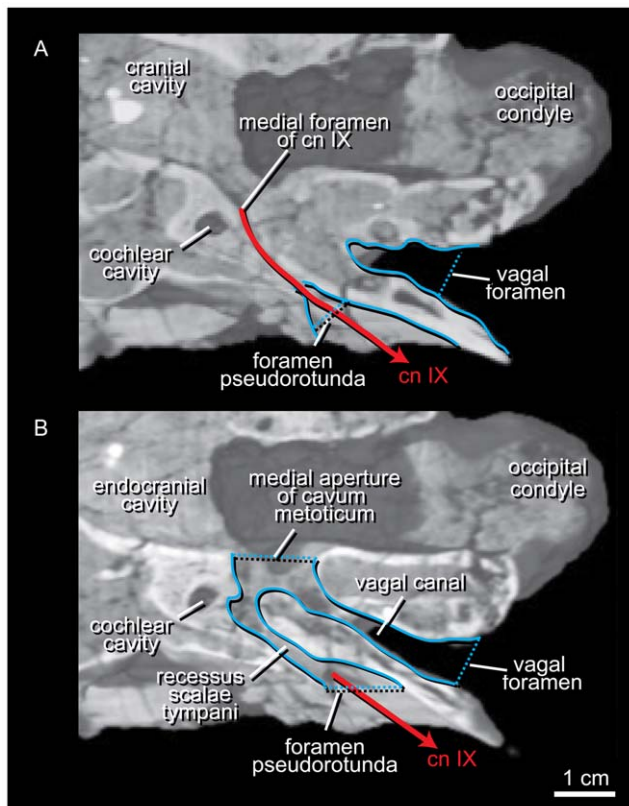 A
cranial
cavity
occipital
condyle
medial foramen
of cn IX
cochlear
cavity
vagal
foramen
foramen
pseudorotunda
cn IX
B
endocranial
cavity
medial aperture
of cavum
metoticum
occipital
condyle
vagal canal
cochlear
cavity
recessus
scalae
tympani
vagal
foramen
foramen
pseudorotunda
cn IX
1 cm